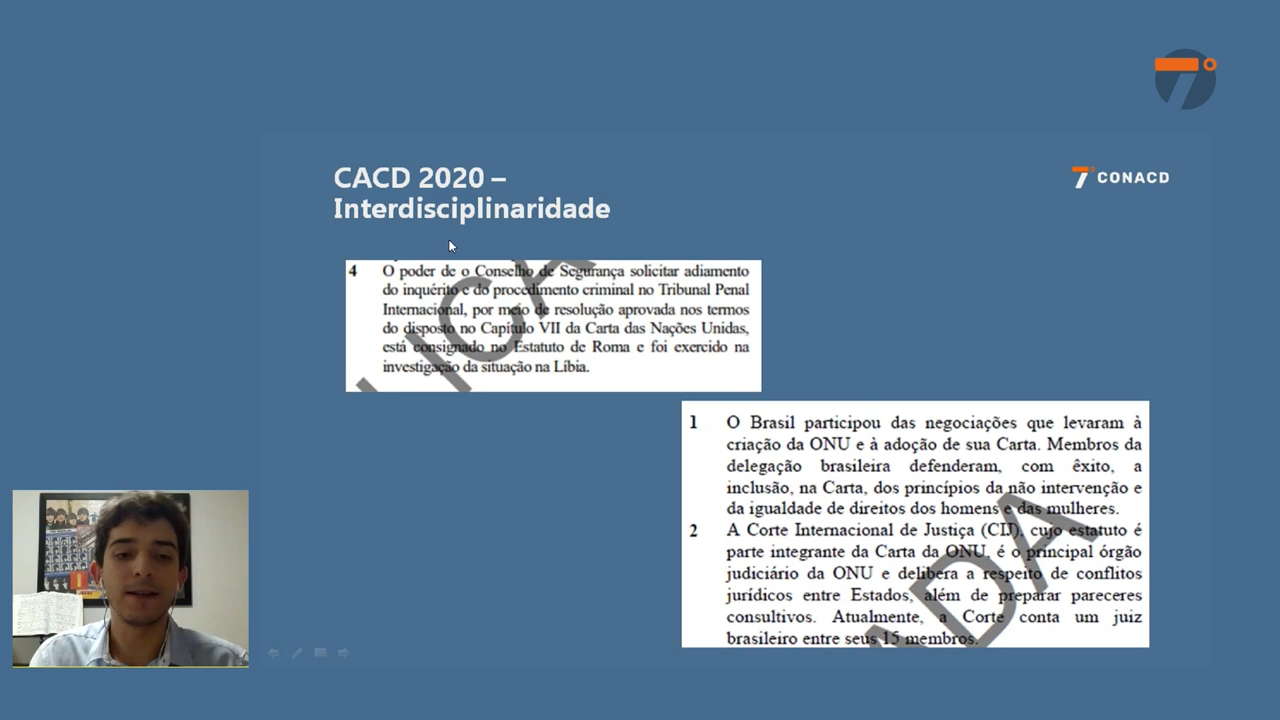 CACD 2020 –
Interdisciplinaridade
7° CONACD
4 O poder de o Conselho de Segurança solicitar adiamento
do inquérito e do procedimento criminal no Tribunal Penal
Internacional, por meio de resolução aprovada nos termos
do disposto no Capítulo VII da Carta das Nações Unidas,
está consignado no Estatuto de Roma e foi exercido na
investigação da situação na Líbia.
1 O Brasil participou das negociações que levaram à
criação da ONU e à adoção de sua Carta. Membros da
delegação brasileira defenderam, com êxito, a
inclusão, na Carta, dos princípios da não intervenção e
da igualdade de direitos dos homens e das mulheres.
2 A Corte Internacional de Justiça (CIJ), cujo estatuto é
parte integrante da Carta da ONU, é o principal órgão
judiciário da ONU e delibera a respeito de conflitos
jurídicos entre Estados, além de preparar pareceres
consultivos. Atualmente, a Corte conta um juiz
brasileiro entre seus 15 membros.